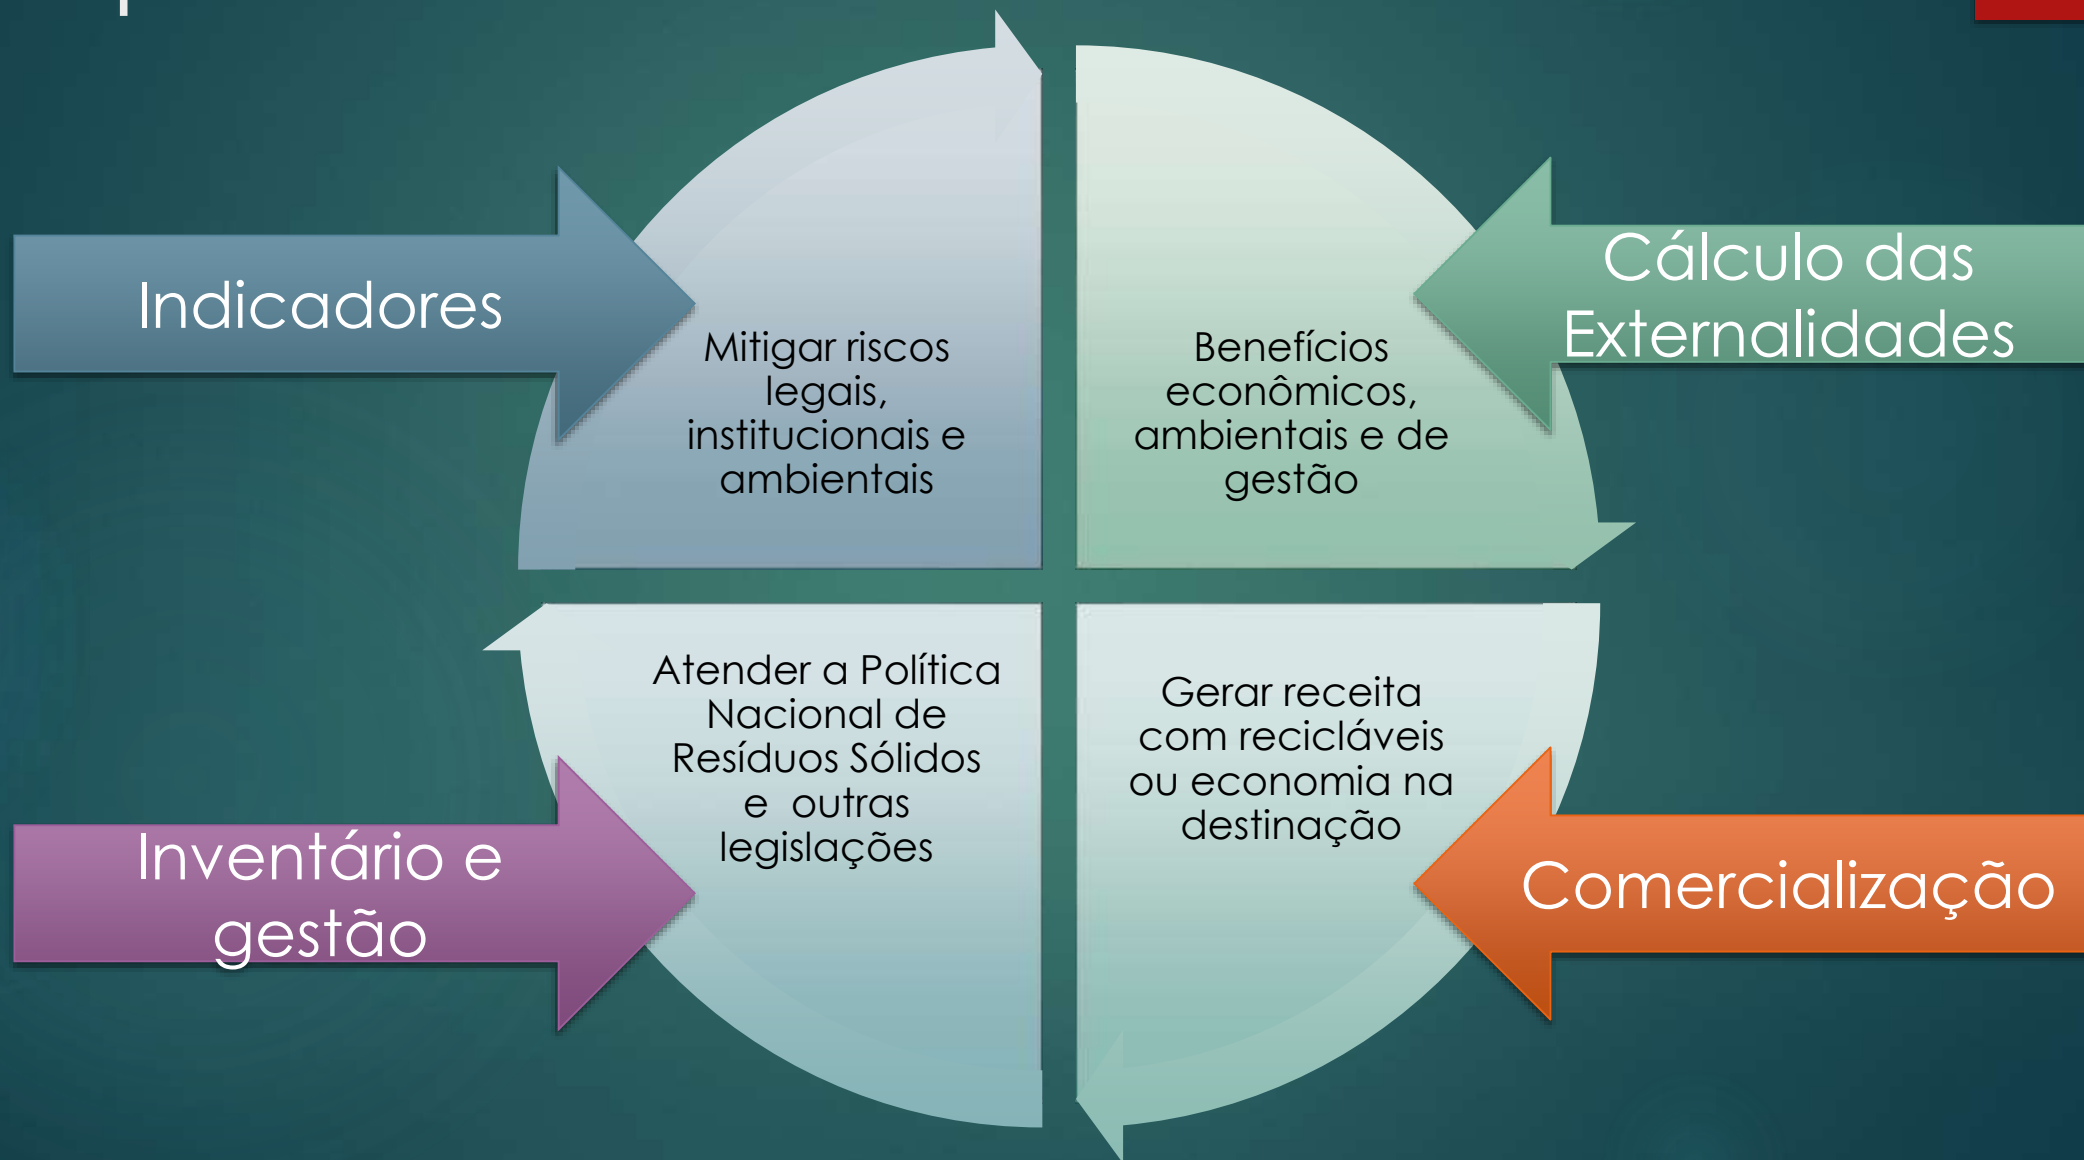 Indicadores
Mitigar riscos
legais,
institucionais e
ambientais
Benefícios
econômicos,
ambientais e de
gestão
Cálculo das
Externalidades
Inventário e
gestão
Atender a Política
Nacional de
Resíduos Sólidos
e  outras
legislações
Gerar receita
com recicláveis
ou economia na
destinação
Comercialização